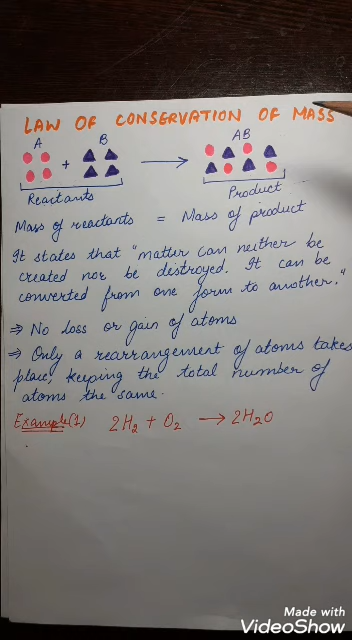 LAW OF CONSERVATION OF MASS
A B AB
+ →
Reactants Product
Mass of reactants = Mass of product
It states that "matter can neither be
created nor be destroyed. It can be
converted from one form to another."
⇒ No loss or gain of atoms
⇒ Only a rearrangement of atoms takes
place, keeping the total number of
atoms the same.
Example(1) 2H₂ + O₂ → 2H₂O
Made with
VideoShow